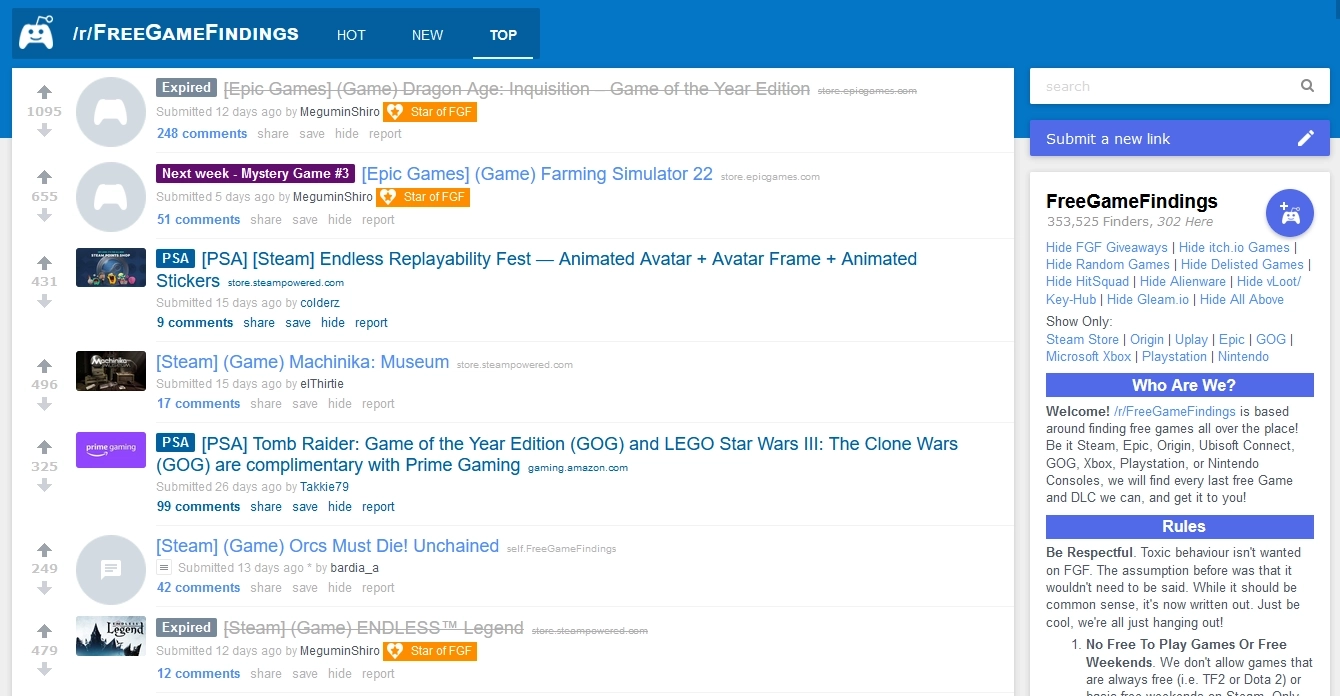 /r/FREEGAMEFINDINGS HOT NEW TOP
1095
Expired [Epic Games] (Game) Dragon Age: Inquisition – Game of the Year Edition store.epicgames.com
Submitted 12 days ago by MeguminShiro Star of FGF
248 comments share save hide report
655
Next week - Mystery Game #3 [Epic Games] (Game) Farming Simulator 22 store.epicgames.com
Submitted 5 days ago by MeguminShiro Star of FGF
51 comments share save hide report
431
PSA [PSA] [Steam] Endless Replayability Fest — Animated Avatar + Avatar Frame + Animated
Stickers store.steampowered.com
Submitted 15 days ago by colderz
9 comments share save hide report
496
Machinika
[Steam] (Game) Machinika: Museum store.steampowered.com
Submitted 15 days ago by elThirtie
17 comments share save hide report
325
prime gaming
PSA [PSA] Tomb Raider: Game of the Year Edition (GOG) and LEGO Star Wars III: The Clone Wars
(GOG) are complimentary with Prime Gaming gaming.amazon.com
Submitted 26 days ago by Takkie79
99 comments share save hide report
249
[Steam] (Game) Orcs Must Die! Unchained self.FreeGameFindings
Submitted 13 days ago * by bardia_a
42 comments share save hide report
479
ENDLESS
Legend
Expired [Steam] (Game) ENDLESS™ Legend store.steampowered.com
Submitted 12 days ago by MeguminShiro Star of FGF
12 comments share save hide report
search
Submit a new link
FreeGameFindings
353,525 Finders, 302 Here
Hide FGF Giveaways | Hide itch.io Games |
Hide Random Games | Hide Delisted Games |
Hide HitSquad | Hide Alienware | Hide vLoot/
Key-Hub | Hide Gleam.io | Hide All Above
Show Only:
Steam Store | Origin | Uplay | Epic | GOG |
Microsoft Xbox | Playstation | Nintendo
Who Are We?
Welcome! /r/FreeGameFindings is based
around finding free games all over the place!
Be it Steam, Epic, Origin, Ubisoft Connect,
GOG, Xbox, Playstation, or Nintendo
Consoles, we will find every last free Game
and DLC we can, and get it to you!
Rules
Be Respectful. Toxic behaviour isn't wanted
on FGF. The assumption before was that it
wouldn't need to be said. While it should be
common sense, it's now written out. Just be
cool, we're all just hanging out!
1. No Free To Play Games Or Free
Weekends. We don't allow games that
are always free (i.e. TF2 or Dota 2) or
basis free weekends on Steam. Only